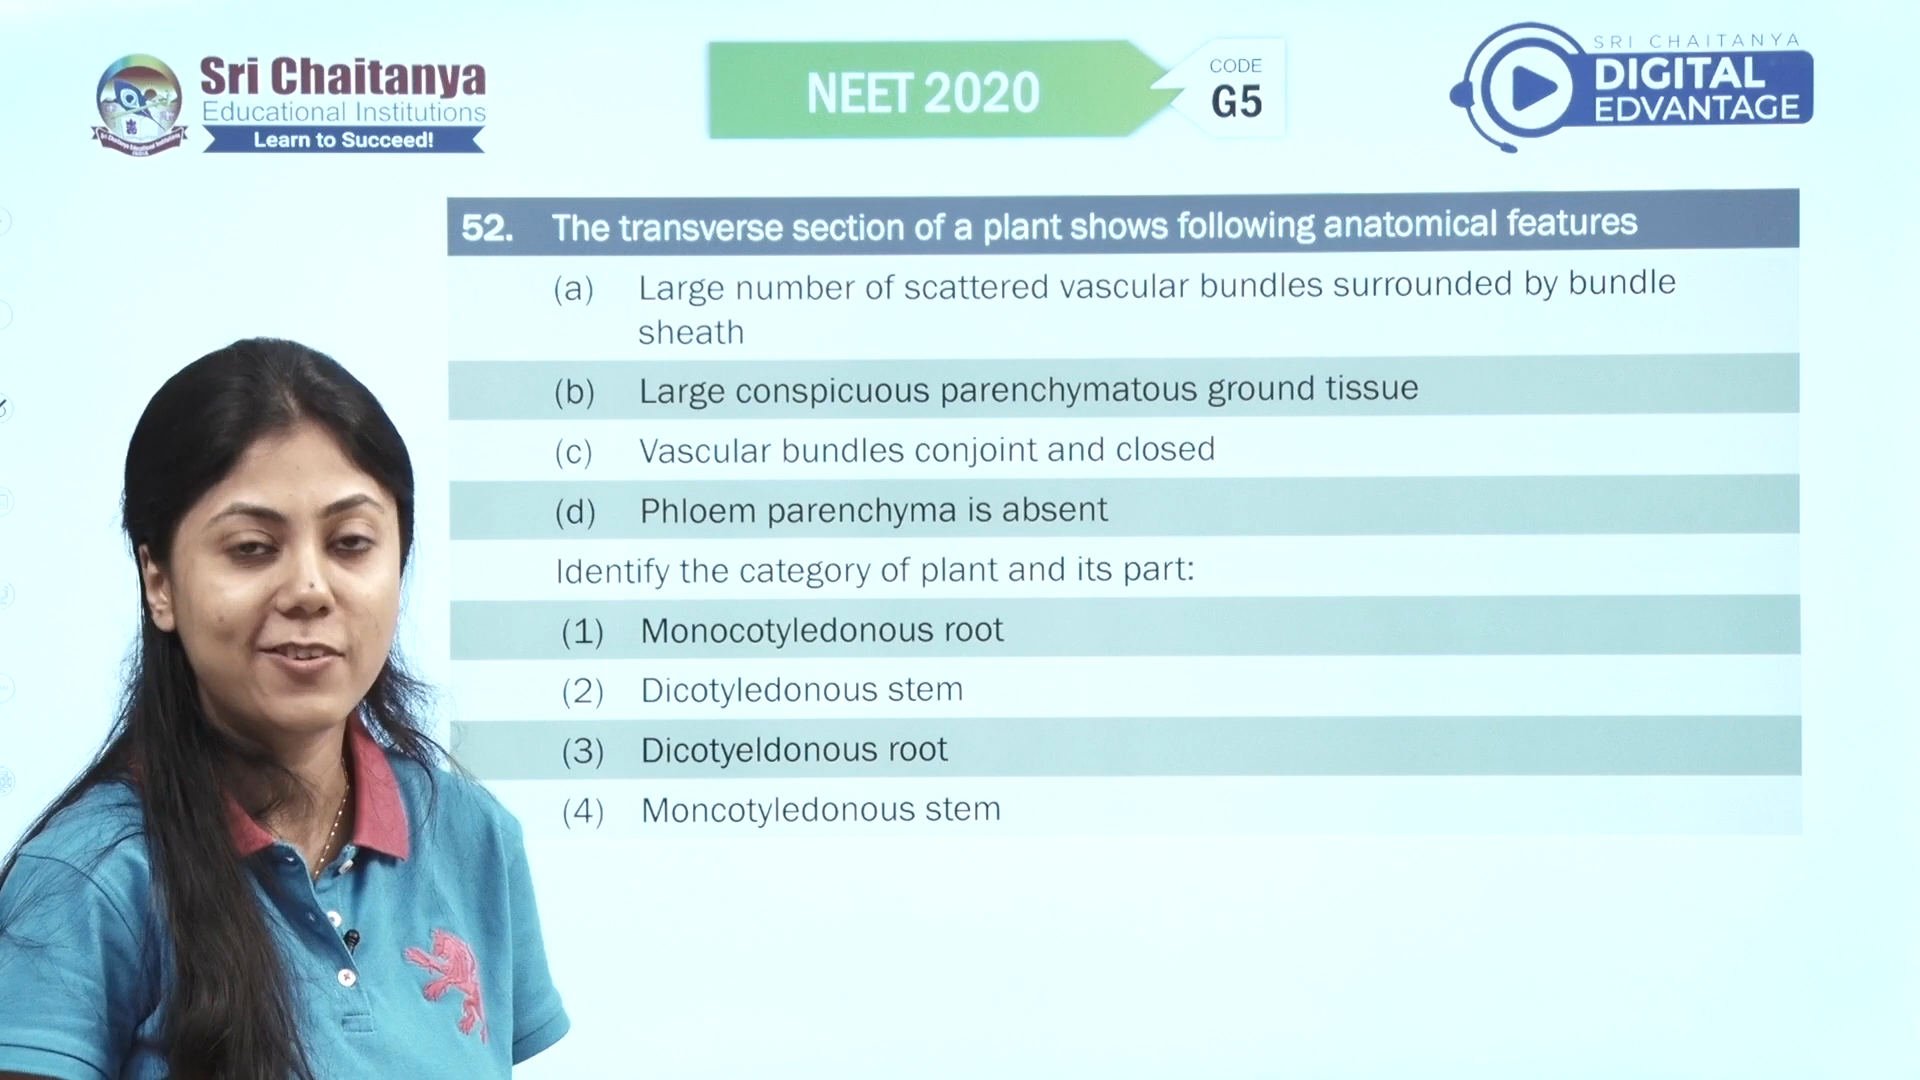 Sri Chaitanya
Educational Institutions
Learn to Succeed!
NEET 2020
CODE
G5
SRI CHAITANYA
DIGITAL
EDVANTAGE
52. The transverse section of a plant shows following anatomical features
(a) Large number of scattered vascular bundles surrounded by bundle
sheath
(b) Large conspicuous parenchymatous ground tissue
(c) Vascular bundles conjoint and closed
(d) Phloem parenchyma is absent
Identify the category of plant and its part:
(1) Monocotyledonous root
(2) Dicotyledonous stem
(3) Dicotyeldonous root
(4) Moncotyledonous stem